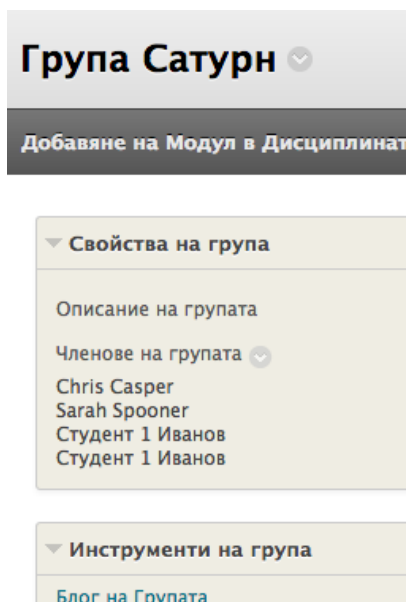 Група Сатурн
Добавяне на Модул в Дисциплинат
Свойства на група
Описание на групата
Членове на групата
Chris Casper
Sarah Spooner
Студент 1 Иванов
Студент 1 Иванов
Инструменти на група
Блог на Групата